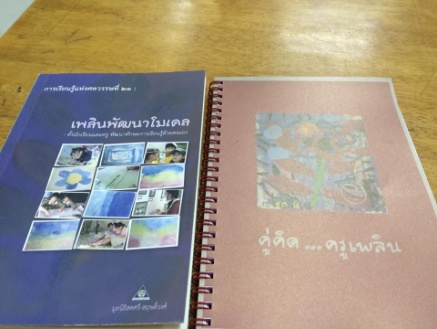 การเรียนรู้แห่งศตวรรษที่ ๒๑ :
เพลินพัฒนาโมเดล
มูลนิธิสดศรี-สฤษดิ์วงศ์
คู่คิด ... ครูเพลิน